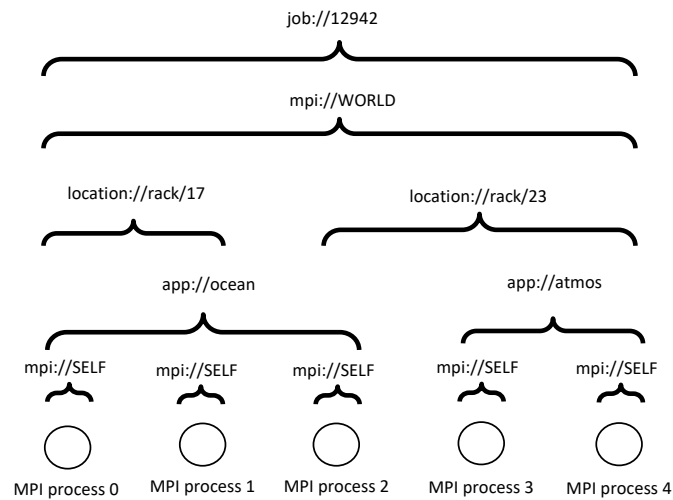 job://12942
mpi://WORLD
location://rack/17
location://rack/23
app://ocean
app://atmos
mpi://SELF
mpi://SELF
mpi://SELF
mpi://SELF
mpi://SELF
MPI process 0
MPI process 1
MPI process 2
MPI process 3
MPI process 4